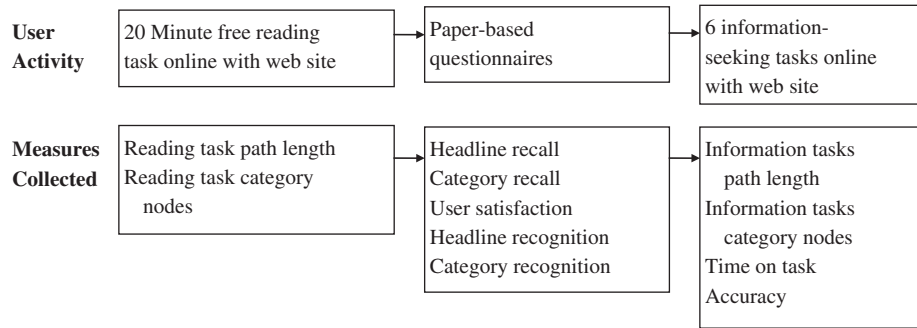 User
Activity
20 Minute free reading
task online with web site
Paper-based
questionnaires
6 information-
seeking tasks online
with web site
Measures
Collected
Reading task path length
Reading task category
nodes
Headline recall
Category recall
User satisfaction
Headline recognition
Category recognition
Information tasks
path length
Information tasks
category nodes
Time on task
Accuracy